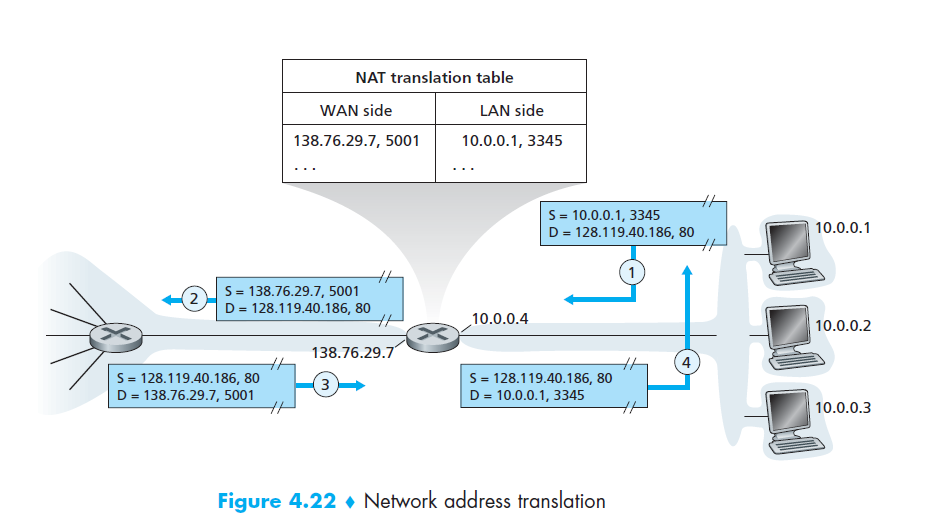 NAT translation table
WAN side LAN side
138.76.29.7, 5001 10.0.0.1, 3345
. . . . . .
S = 10.0.0.1, 3345
D = 128.119.40.186, 80
10.0.0.1
1
S = 138.76.29.7, 5001
D = 128.119.40.186, 80
2
10.0.0.4
10.0.0.2
138.76.29.7
4
S = 128.119.40.186, 80
D = 138.76.29.7, 5001
3
S = 128.119.40.186, 80
D = 10.0.0.1, 3345
10.0.0.3
Figure 4.22 ♦ Network address translation